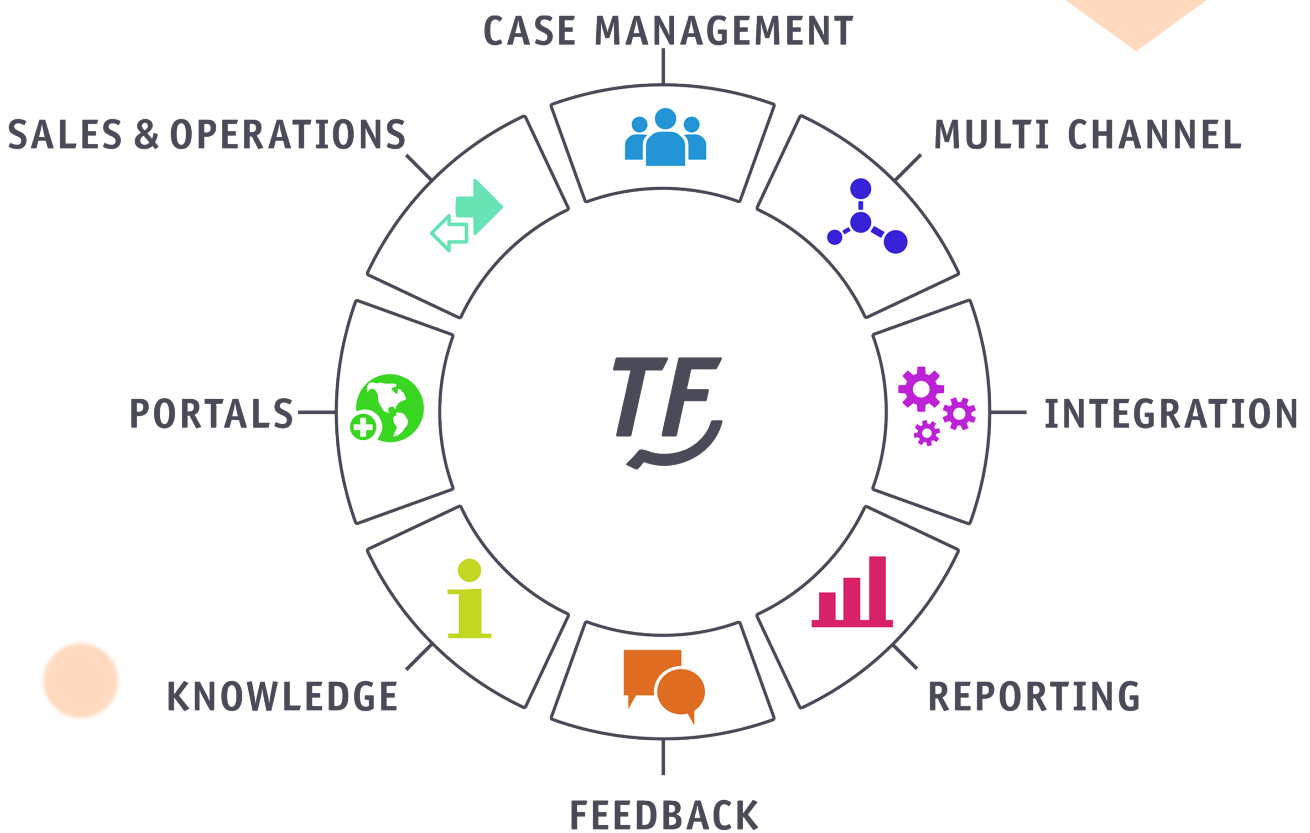 CASE MANAGEMENT
SALES & OPERATIONS
MULTI CHANNEL
TF
PORTALS
INTEGRATION
KNOWLEDGE
REPORTING
FEEDBACK